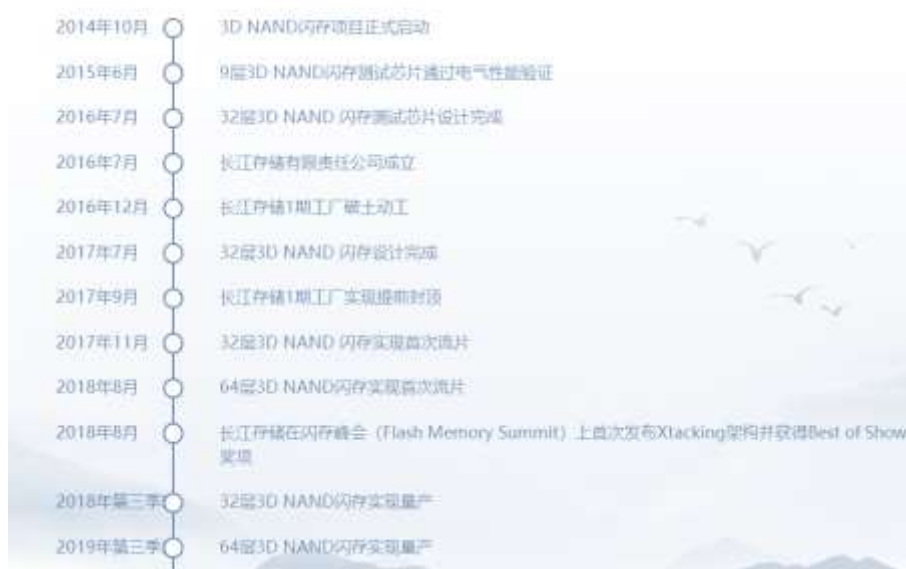 2014年10月 3D NAND闪存项目正式启动
2015年6月 9层3D NAND闪存测试芯片通过电气性能验证
2016年7月 32层3D NAND 闪存测试芯片设计完成
2016年7月 长江存储有限责任公司成立
2016年12月 长江存储1期工厂破土动工
2017年7月 32层3D NAND 闪存设计完成
2017年9月 长江存储1期工厂实现提前封顶
2017年11月 32层3D NAND 闪存实现首次流片
2018年8月 64层3D NAND闪存实现首次流片
2018年8月 长江存储在闪存峰会（Flash Memory Summit）上首次发布Xtacking架构并获得Best of Show
奖项
2018年第三季 32层3D NAND闪存实现量产
2019年第三季 64层3D NAND闪存实现量产